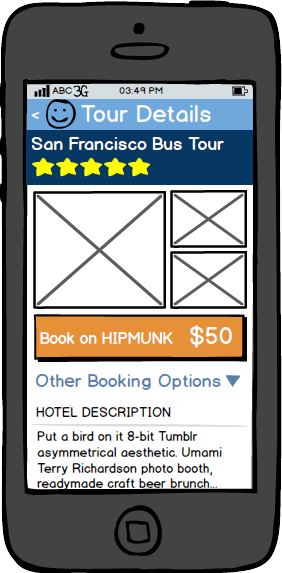 ABC 3G 03:49 PM
< Tour Details
San Francisco Bus Tour
Book on HIPMUNK $50
Other Booking Options ▼
HOTEL DESCRIPTION
Put a bird on it 8-bit Tumblr
asymmetrical aesthetic. Umami
Terry Richardson photo booth,
readymade craft beer brunch...